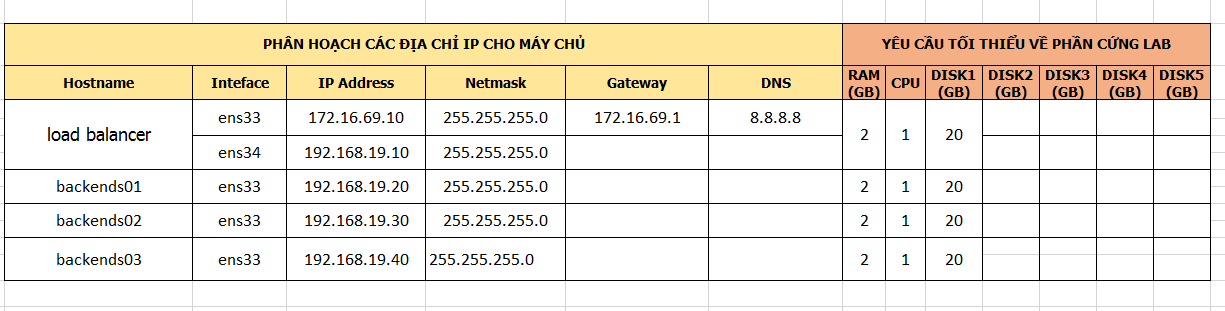 PHÂN HOẠCH CÁC ĐỊA CHỈ IP CHO MÁY CHỦ YÊU CẦU TỐI THIỂU VỀ PHẦN CỨNG LAB
Hostname Inteface IP Address Netmask Gateway DNS RAM (GB) CPU DISK1 (GB) DISK2 (GB) DISK3 (GB) DISK4 (GB) DISK5 (GB)
load balancer ens33 172.16.69.10 255.255.255.0 172.16.69.1 8.8.8.8 2 1 20
ens34 192.168.19.10 255.255.255.0
backends01 ens33 192.168.19.20 255.255.255.0 2 1 20
backends02 ens33 192.168.19.30 255.255.255.0 2 1 20
backends03 ens33 192.168.19.40 255.255.255.0 2 1 20